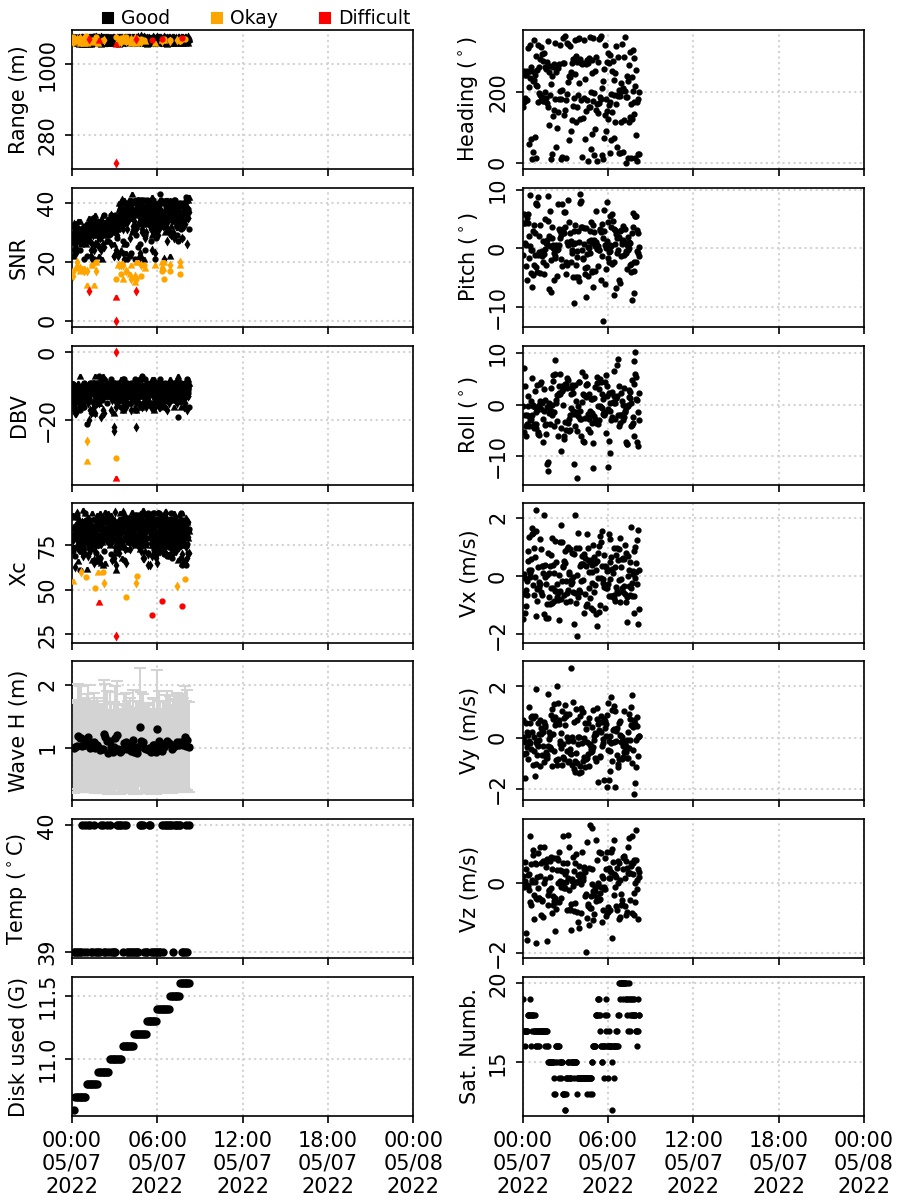 Good Okay Difficult
Range (m)
1000
280
Heading (°)
200
0
SNR
40
20
0
Pitch (°)
10
0
−10
DBV
0
−20
Roll (°)
10
0
−10
Xc
75
50
25
Vx (m/s)
2
0
−2
Wave H (m)
2
1
Vy (m/s)
2
0
−2
Temp (°C)
40
39
Vz (m/s)
0
−2
Disk used (G)
11.5
11.0
Sat. Numb.
20
15
00:00 06:00 12:00 18:00 00:00
05/07 05/07 05/07 05/07 05/08
2022 2022 2022 2022 2022
00:00 06:00 12:00 18:00 00:00
05/07 05/07 05/07 05/07 05/08
2022 2022 2022 2022 2022